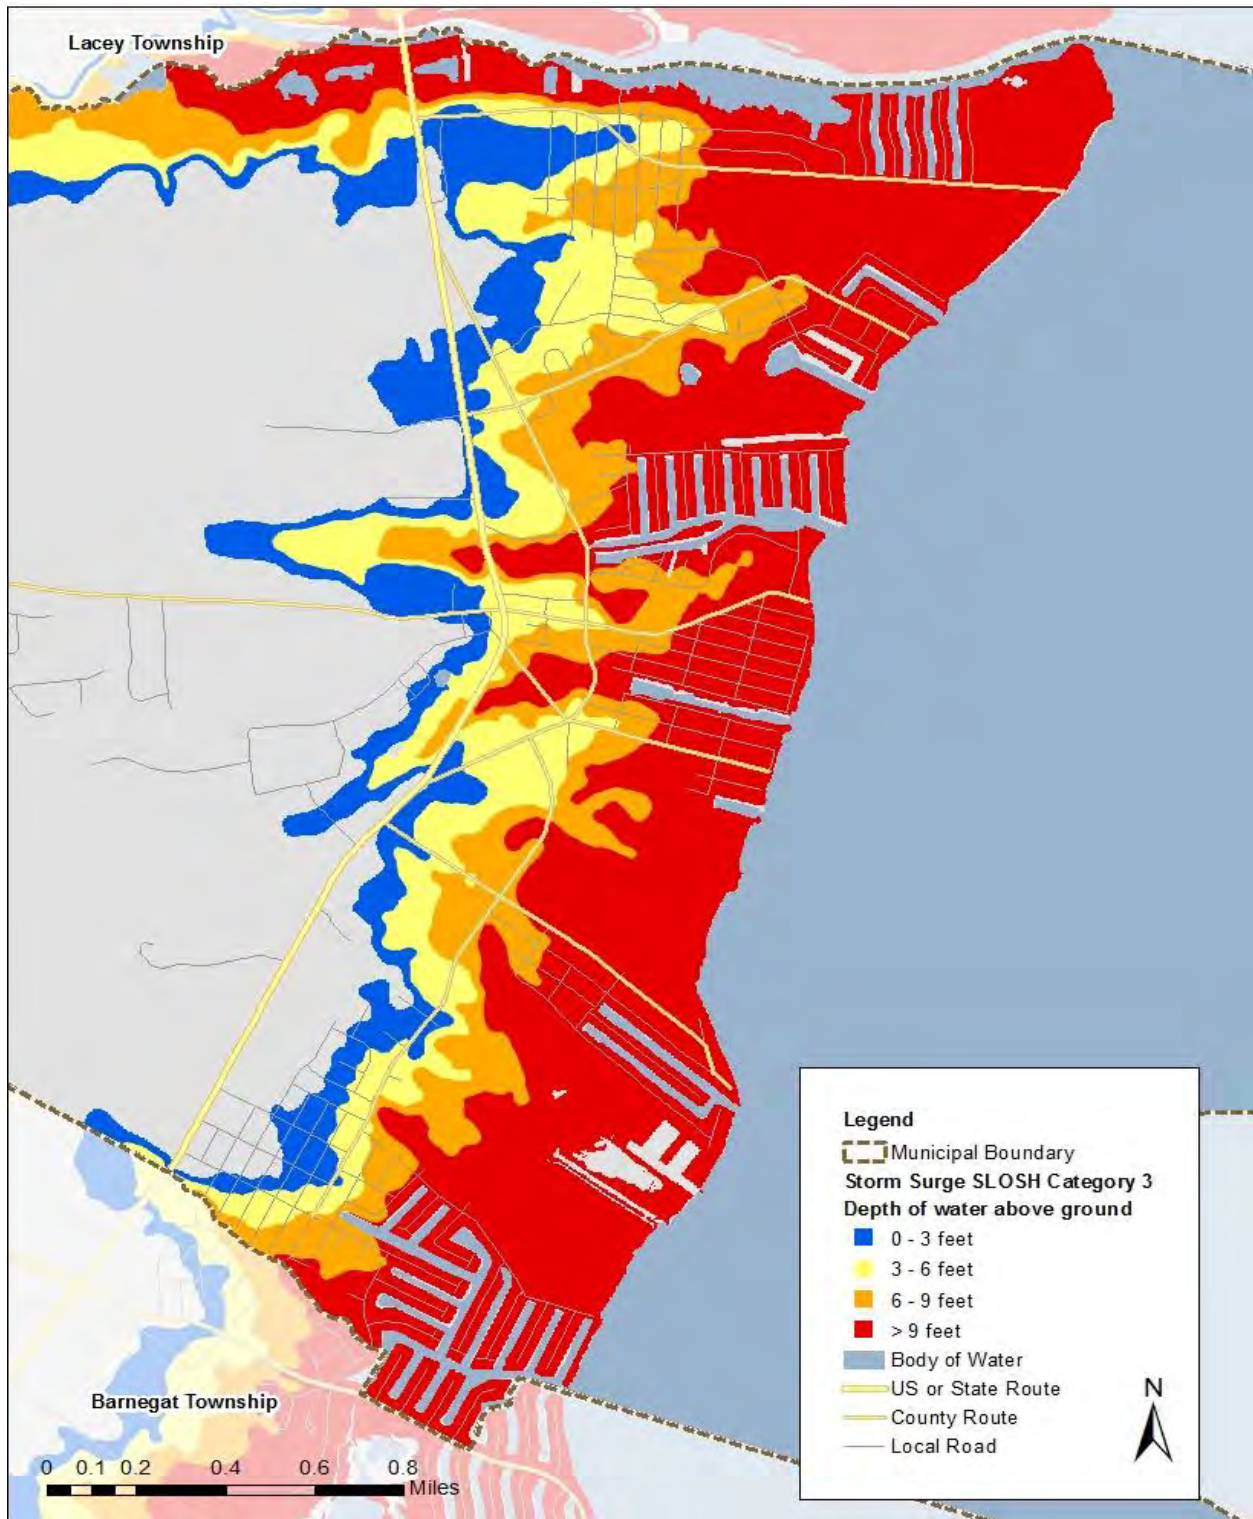 Lacey Township
Legend
Municipal Boundary
Storm Surge SLOSH Category 3
Depth of water above ground
0 - 3 feet
3 - 6 feet
6 - 9 feet
> 9 feet
Body of Water
US or State Route
County Route
Local Road
N
Barnegat Township
0 0.1 0.2 0.4 0.6 0.8
Miles